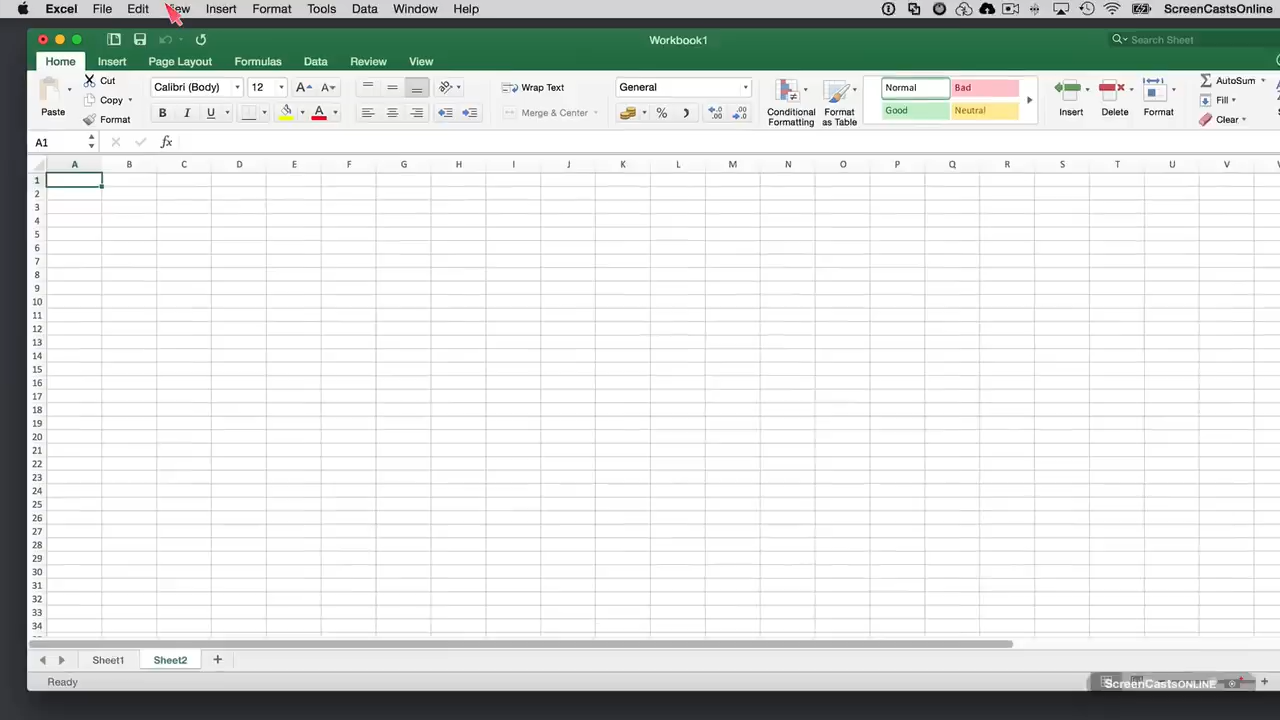 Excel File Edit View Insert Format Tools Data Window Help ScreenCastsOnline
Workbook1
Search Sheet
Home Insert Page Layout Formulas Data Review View
Paste
Cut
Copy
Format
Calibri (Body) 12 A A
B I U A
Wrap Text
Merge & Center
General
%
Conditional Formatting
Format as Table
Normal Bad
Good Neutral
Insert
Delete
Format
AutoSum
Fill
Clear
A1 fx
A B C D E F G H I J K L M N O P Q R S T U V
1
2
3
4
5
6
7
8
9
10
11
12
13
14
15
16
17
18
19
20
21
22
23
24
25
26
27
28
29
30
31
32
33
34
Sheet1 Sheet2 +
Ready
ScreenCastsONLINE